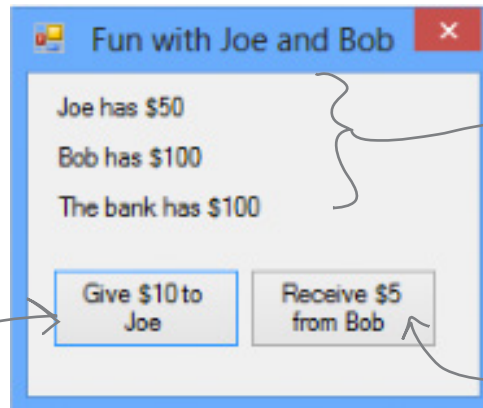 Fun with Joe and Bob
Joe has $50
Bob has $100
The bank has $100
Give $10 to
Joe
Receive $5
from Bob